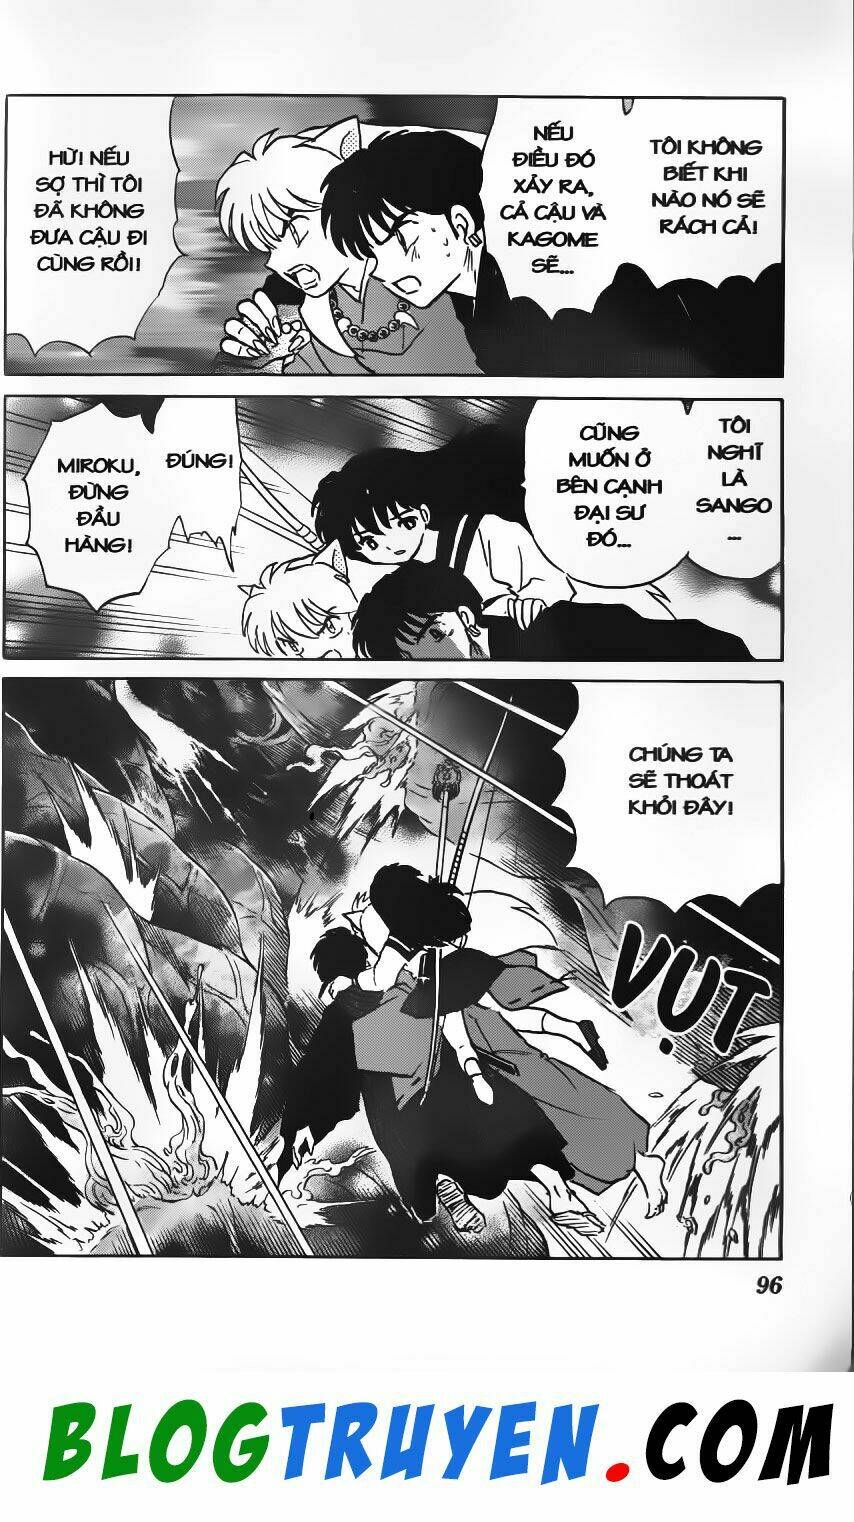 TÔI KHÔNG
BIẾT KHI
NÀO NÓ SẼ
RÁCH CẢ!
NẾU
ĐIỀU ĐÓ
XẢY RA,
CẢ CẬU VÀ
KAGOME
SẼ...
HỪ! NẾU
SỢ THÌ TÔI
ĐÃ KHÔNG
ĐƯA CẬU ĐI
CÙNG RỒI!
TÔI
NGHĨ
LÀ
SANGO
...
CŨNG
MUỐN Ở
BÊN CẠNH
ĐẠI SƯ
ĐÓ...
ĐÚNG!
MIROKU,
ĐỪNG
ĐẦU
HÀNG!
CHÚNG TA
SẼ THOÁT
KHỎI ĐÂY!
VỤT
96
BLOGTRUYEN.COM